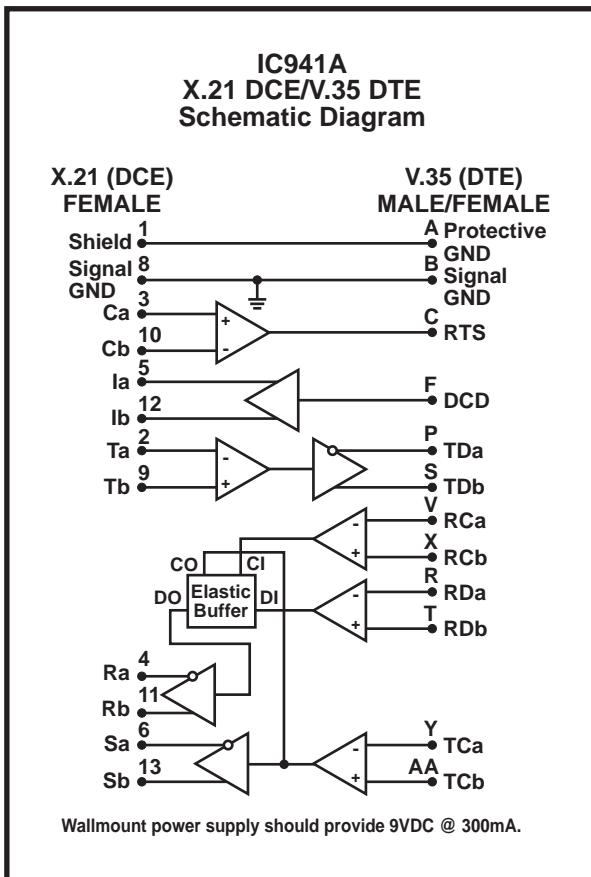 IC941A
X.21 DCE/V.35 DTE
Schematic Diagram
X.21 (DCE)
FEMALE
V.35 (DTE)
MALE/FEMALE
Shield 1
A Protective
GND
Signal 8
GND
B Signal
GND
Ca 3
+
C RTS
Cb 10
-
Ia 5
F DCD
Ib 12
Ta 2
-
P TDa
Tb 9
+
S TDb
-
V RCa
+
X RCb
CO CI
DO Elastic DI
Buffer
-
R RDa
+
T RDb
Ra 4
Rb 11
Sa 6
-
Y TCa
Sb 13
+
AA TCb
Wallmount power supply should provide 9VDC @ 300mA.